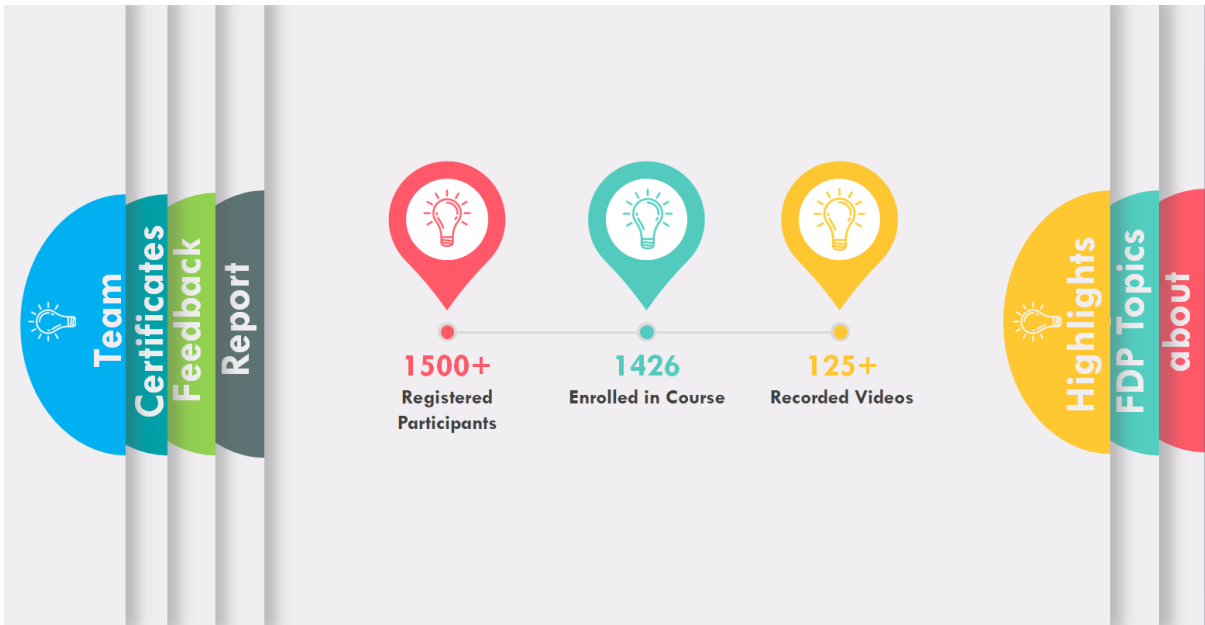 Team
Certificates
Feedback
Report
1500+
Registered
Participants
1426
Enrolled in Course
125+
Recorded Videos
Highlights
FDP Topics
about